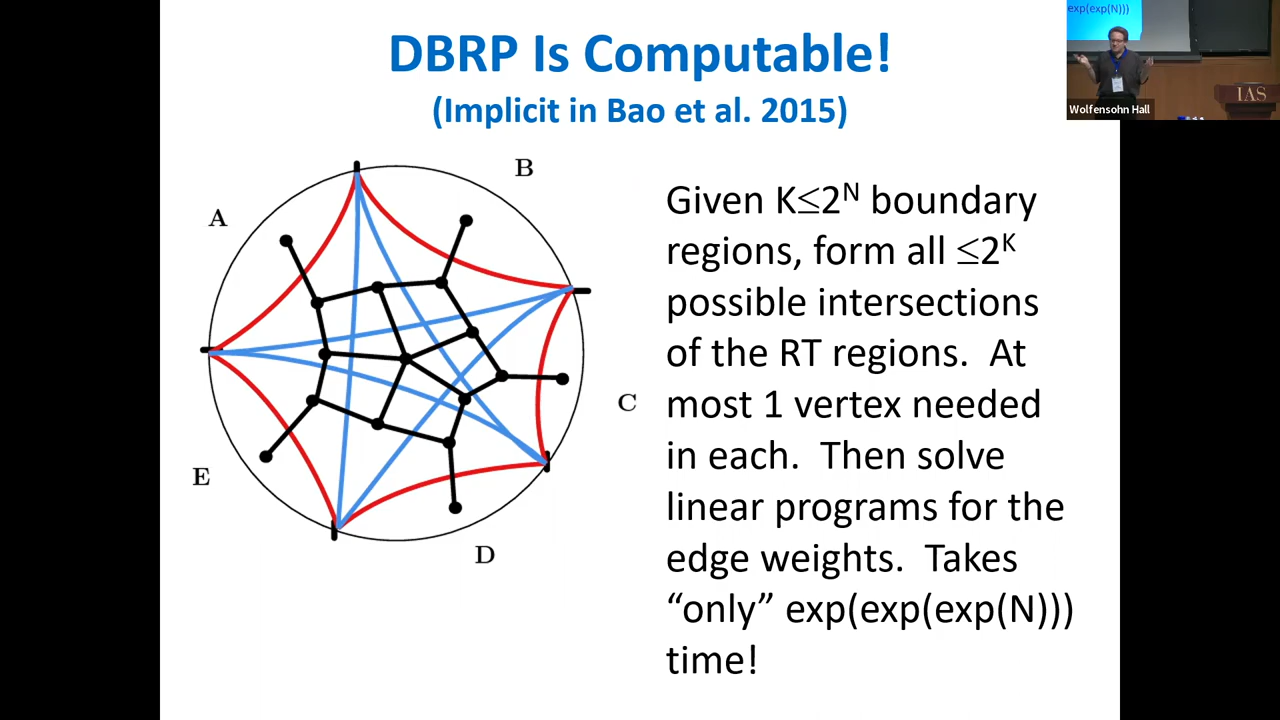 DBRP Is Computable!
(Implicit in Bao et al. 2015)
exp(exp(N)))
IAS
Wolfensohn Hall
B
A
C
E
D
Given K≤2^N boundary
regions, form all ≤2^K
possible intersections
of the RT regions. At
most 1 vertex needed
in each. Then solve
linear programs for the
edge weights. Takes
“only” exp(exp(exp(N)))
time!